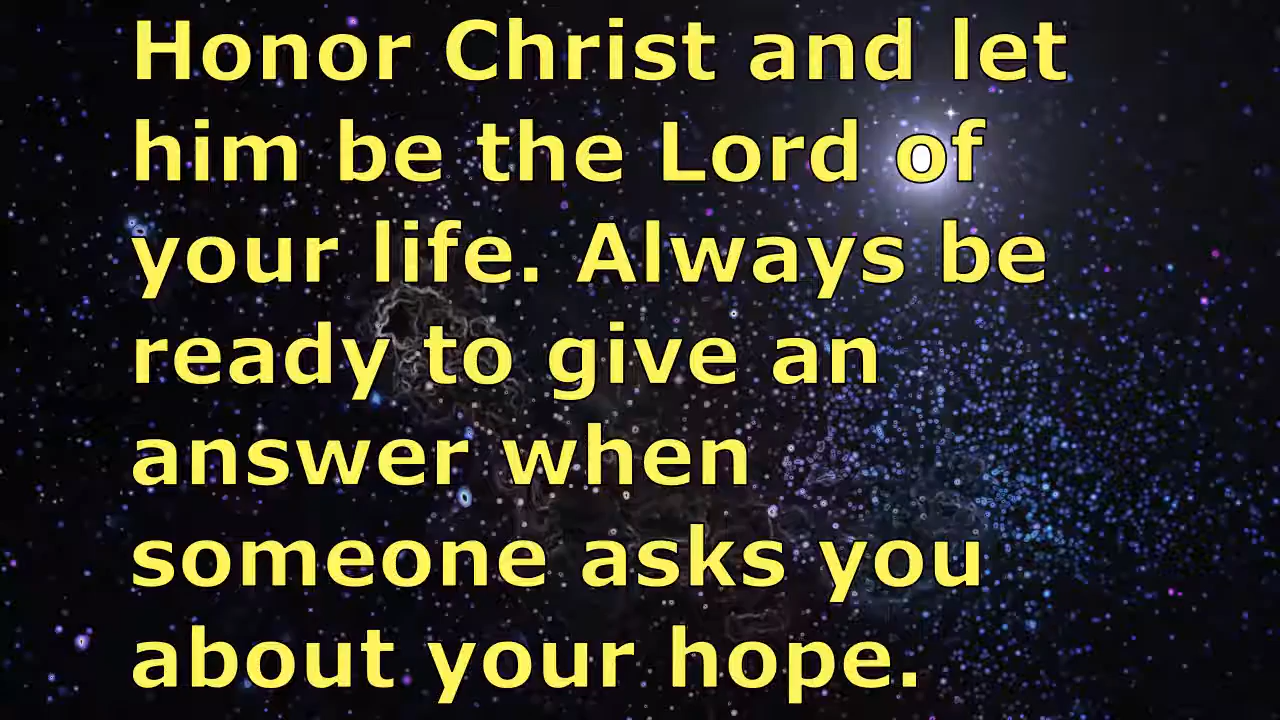 Honor Christ and let
him be the Lord of
your life. Always be
ready to give an
answer when
someone asks you
about your hope.